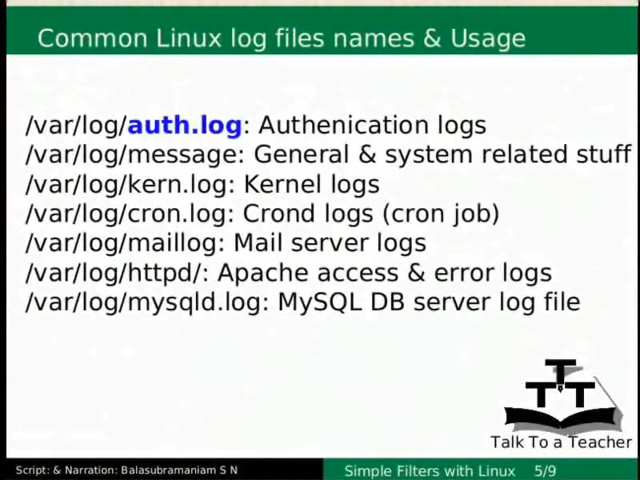 Common Linux log files names & Usage
/var/log/auth.log: Authenication logs
/var/log/message: General & system related stuff
/var/log/kern.log: Kernel logs
/var/log/cron.log: Crond logs (cron job)
/var/log/maillog: Mail server logs
/var/log/httpd/: Apache access & error logs
/var/log/mysqld.log: MySQL DB server log file
TTT
Talk To a Teacher
Script: & Narration: Balasubramaniam S N
Simple Filters with Linux 5/9